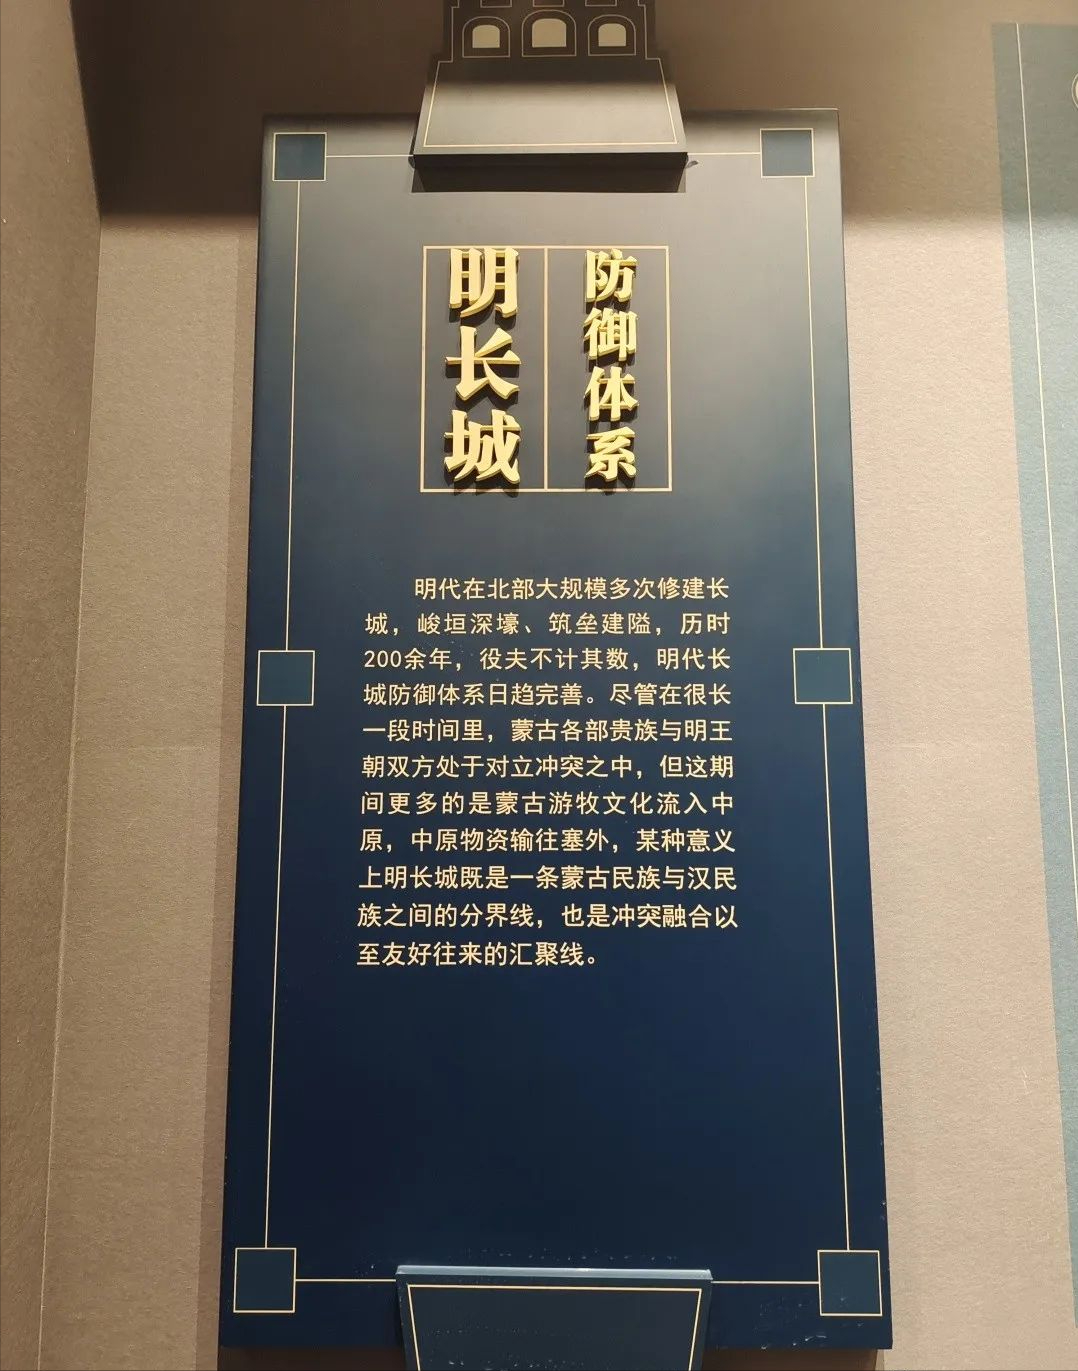 明长城
防御体系
明代在北部大规模多次修建长
城，峻垣深壕、筑垒建隘，历时
200余年，役夫不计其数，明代长
城防御体系日趋完善。尽管在很长
一段时间里，蒙古各部贵族与明王
朝双方处于对立冲突之中，但这期
间更多的是蒙古游牧文化流入中
原，中原物资输往塞外，某种意义
上明长城既是一条蒙古民族与汉民
族之间的分界线，也是冲突融合以
至友好往来的汇聚线。